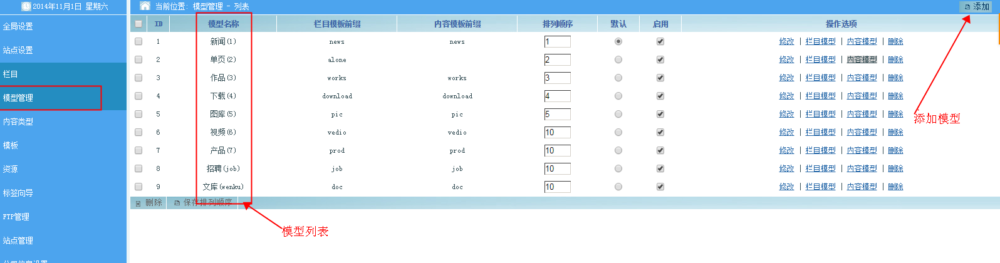 2014年11月1日 星期六
当前位置: 模型管理 - 列表
添加
全局设置
站点设置
栏目
模型管理
内容类型
模板
资源
标签向导
FTP管理
站点管理
ID 模型名称 栏目模板前缀 内容模板前缀 排列顺序 默认 启用 操作选项
1 新闻(1) news news 1 修改 | 栏目模型 | 内容模型 | 删除
2 单页(2) alone 2 修改 | 栏目模型 | 内容模型 | 删除
3 作品(3) works works 3 修改 | 栏目模型 | 内容模型 | 删除
4 下载(4) download download 4 修改 | 栏目模型 | 内容模型 | 删除
5 图库(5) pic pic 5 修改 | 栏目模型 | 内容模型 | 删除
6 视频(6) vedio vedio 10 修改 | 栏目模型 | 内容模型 | 删除
7 产品(7) prod prod 10 修改 | 栏目模型 | 内容模型 | 删除
8 招聘(job) job job 10 修改 | 栏目模型 | 内容模型 | 删除
9 文库(wenku) doc doc 10 修改 | 栏目模型 | 内容模型 | 删除
删除 保存排列顺序
添加模型
模型列表